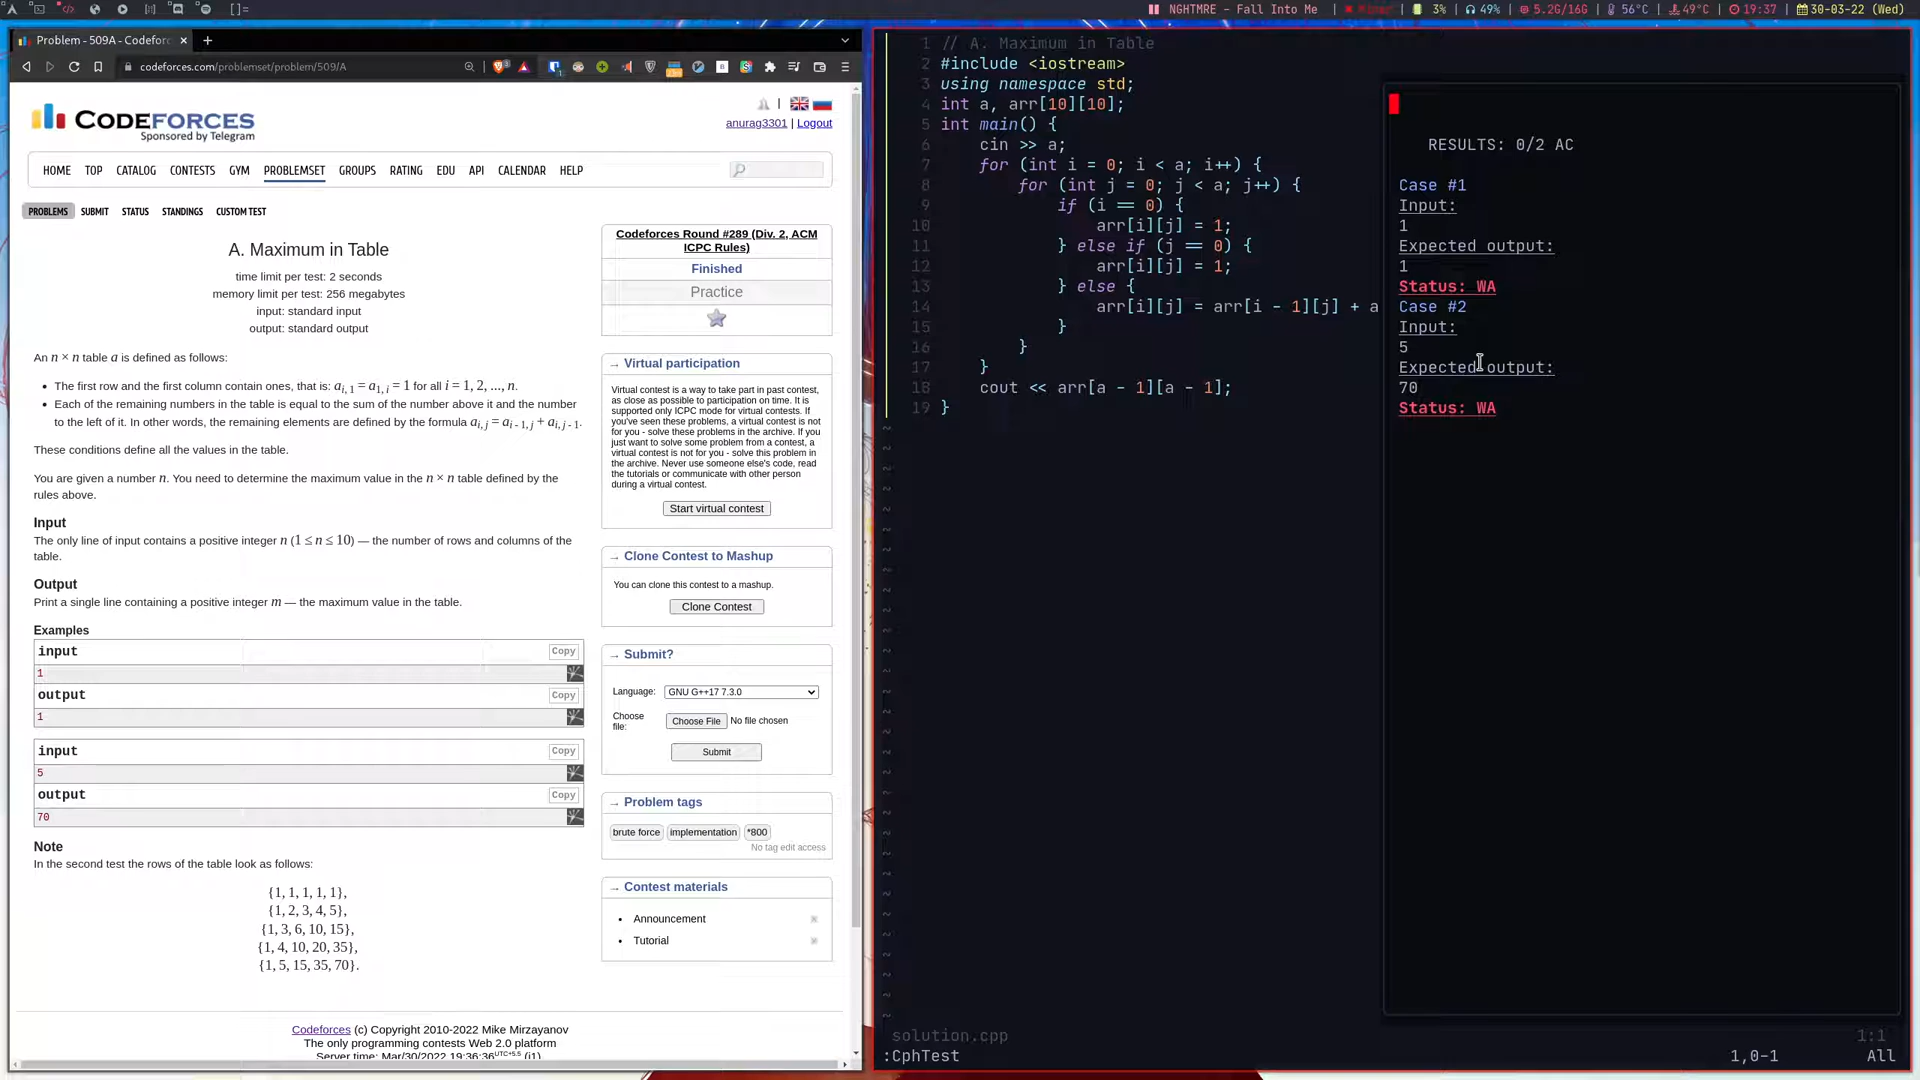 NGHTMRE - Fall Into Me
3%
49%
5.2G/16G
56°C
49°C
19:37
30-03-22 (Wed)
[]=
Problem - 509A - Codeforc
codeforces.com/problemset/problem/509/A
CODEFORCES
Sponsored by Telegram
anurag3301 | Logout
HOME TOP CATALOG CONTESTS GYM PROBLEMSET GROUPS RATING EDU API CALENDAR HELP
PROBLEMS SUBMIT STATUS STANDINGS CUSTOM TEST
A. Maximum in Table
time limit per test: 2 seconds
memory limit per test: 256 megabytes
input: standard input
output: standard output
An n × n table a is defined as follows:
• The first row and the first column contain ones, that is: a_{i, 1} = a_{1, i} = 1 for all i = 1, 2, ..., n.
• Each of the remaining numbers in the table is equal to the sum of the number above it and the number
to the left of it. In other words, the remaining elements are defined by the formula a_{i, j} = a_{i - 1, j} + a_{i, j - 1}.
These conditions define all the values in the table.
You are given a number n. You need to determine the maximum value in the n × n table defined by the
rules above.
Input
The only line of input contains a positive integer n (1 ≤ n ≤ 10) — the number of rows and columns of the
table.
Output
Print a single line containing a positive integer m — the maximum value in the table.
Examples
input
Copy
1
output
Copy
1
input
Copy
5
output
Copy
70
Note
In the second test the rows of the table look as follows:
{1, 1, 1, 1, 1},
{1, 2, 3, 4, 5},
{1, 3, 6, 10, 15},
{1, 4, 10, 20, 35},
{1, 5, 15, 35, 70}.
Codeforces Round #289 (Div. 2, ACM
ICPC Rules)
Finished
Practice
→ Virtual participation
Virtual contest is a way to take part in past contest,
as close as possible to participation on time. It is
supported only ICPC mode for virtual contests. If
you've seen these problems, a virtual contest is not
for you - solve these problems in the archive. If you
just want to solve some problem from a contest, a
virtual contest is not for you - solve this problem in
the archive. Never use someone else's code, read
the tutorials or communicate with other person
during a virtual contest.
Start virtual contest
→ Clone Contest to Mashup
You can clone this contest to a mashup.
Clone Contest
→ Submit?
Language:
GNU G++17 7.3.0
Choose
file:
Choose File No file chosen
Submit
→ Problem tags
brute force implementation *800
No tag edit access
→ Contest materials
• Announcement
• Tutorial
Codeforces (c) Copyright 2010-2022 Mike Mirzayanov
The only programming contests Web 2.0 platform
Server time: Mar/30/2022 19:36:36UTC+5.5 (i1)
1 // A. Maximum in Table
2 #include <iostream>
3 using namespace std;
4 int a, arr[10][10];
5 int main() {
6 cin >> a;
7 for (int i = 0; i < a; i++) {
8 for (int j = 0; j < a; j++) {
9 if (i == 0) {
10 arr[i][j] = 1;
11 } else if (j == 0) {
12 arr[i][j] = 1;
13 } else {
14 arr[i][j] = arr[i - 1][j] + a
15 }
16 }
17 }
18 cout << arr[a - 1][a - 1];
19 }
RESULTS: 0/2 AC
Case #1
Input:
1
Expected output:
1
Status: WA
Case #2
Input:
5
Expected output:
70
Status: WA
solution.cpp
1:1
:CphTest
1,0-1
All